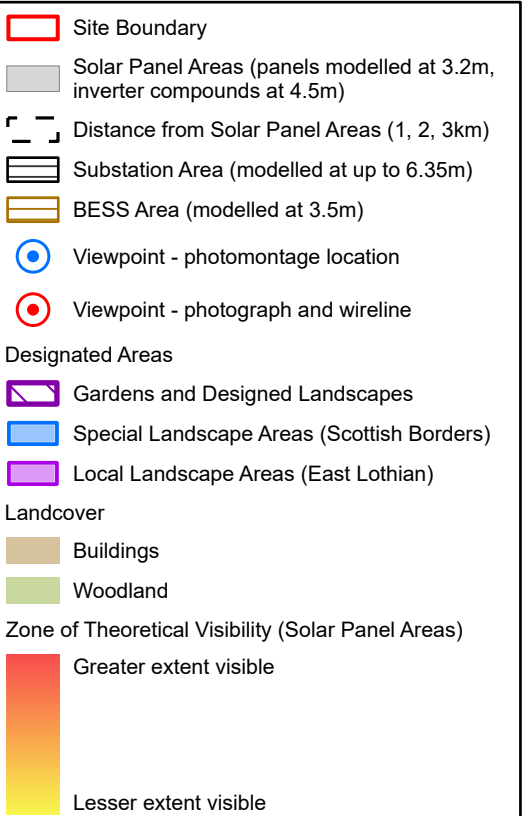 Site Boundary
Solar Panel Areas (panels modelled at 3.2m,
inverter compounds at 4.5m)
Distance from Solar Panel Areas (1, 2, 3km)
Substation Area (modelled at up to 6.35m)
BESS Area (modelled at 3.5m)
Viewpoint - photomontage location
Viewpoint - photograph and wireline
Designated Areas
Gardens and Designed Landscapes
Special Landscape Areas (Scottish Borders)
Local Landscape Areas (East Lothian)
Landcover
Buildings
Woodland
Zone of Theoretical Visibility (Solar Panel Areas)
Greater extent visible
Lesser extent visible